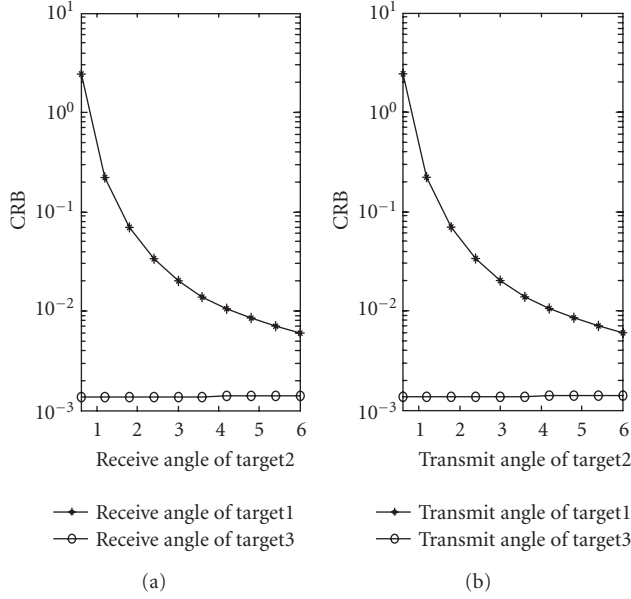 10^1
10^0
10^−1
10^−2
10^−3
CRB
1 2 3 4 5 6
Receive angle of target2
Receive angle of target1
Receive angle of target3
(a)
10^1
10^0
10^−1
10^−2
10^−3
CRB
1 2 3 4 5 6
Transmit angle of target2
Transmit angle of target1
Transmit angle of target3
(b)